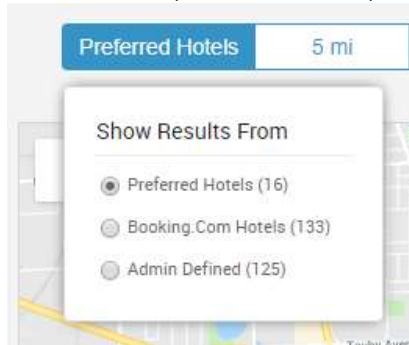 Preferred Hotels 5 mi
Show Results From
Preferred Hotels (16)
Booking.Com Hotels (133)
Admin Defined (125)